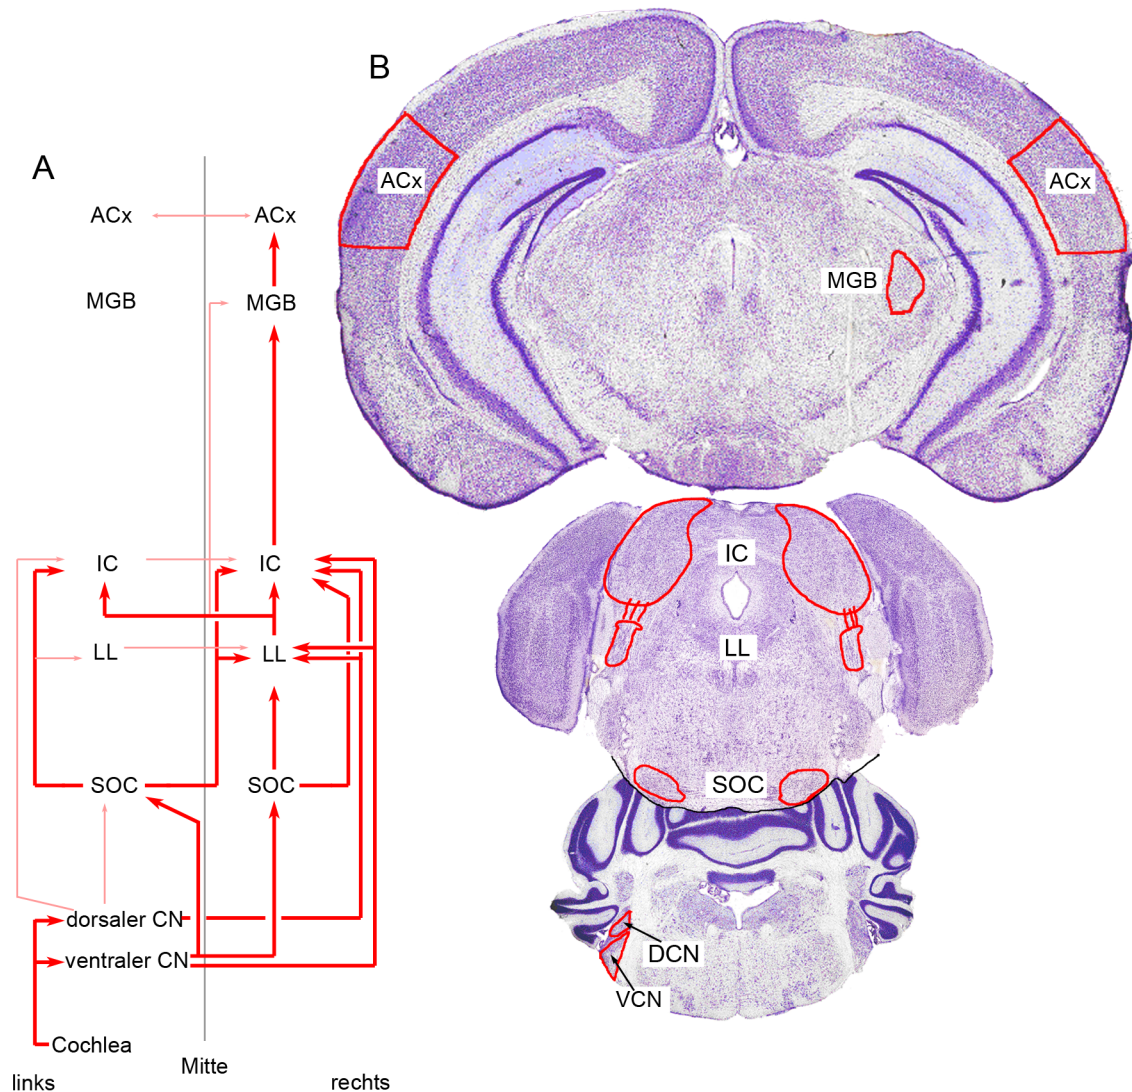 A
ACx
ACx
MGB
MGB
IC
IC
LL
LL
SOC
SOC
dorsaler CN
ventraler CN
Cochlea
Mitte
links
rechts
B
ACx
ACx
MGB
IC
LL
SOC
DCN
VCN